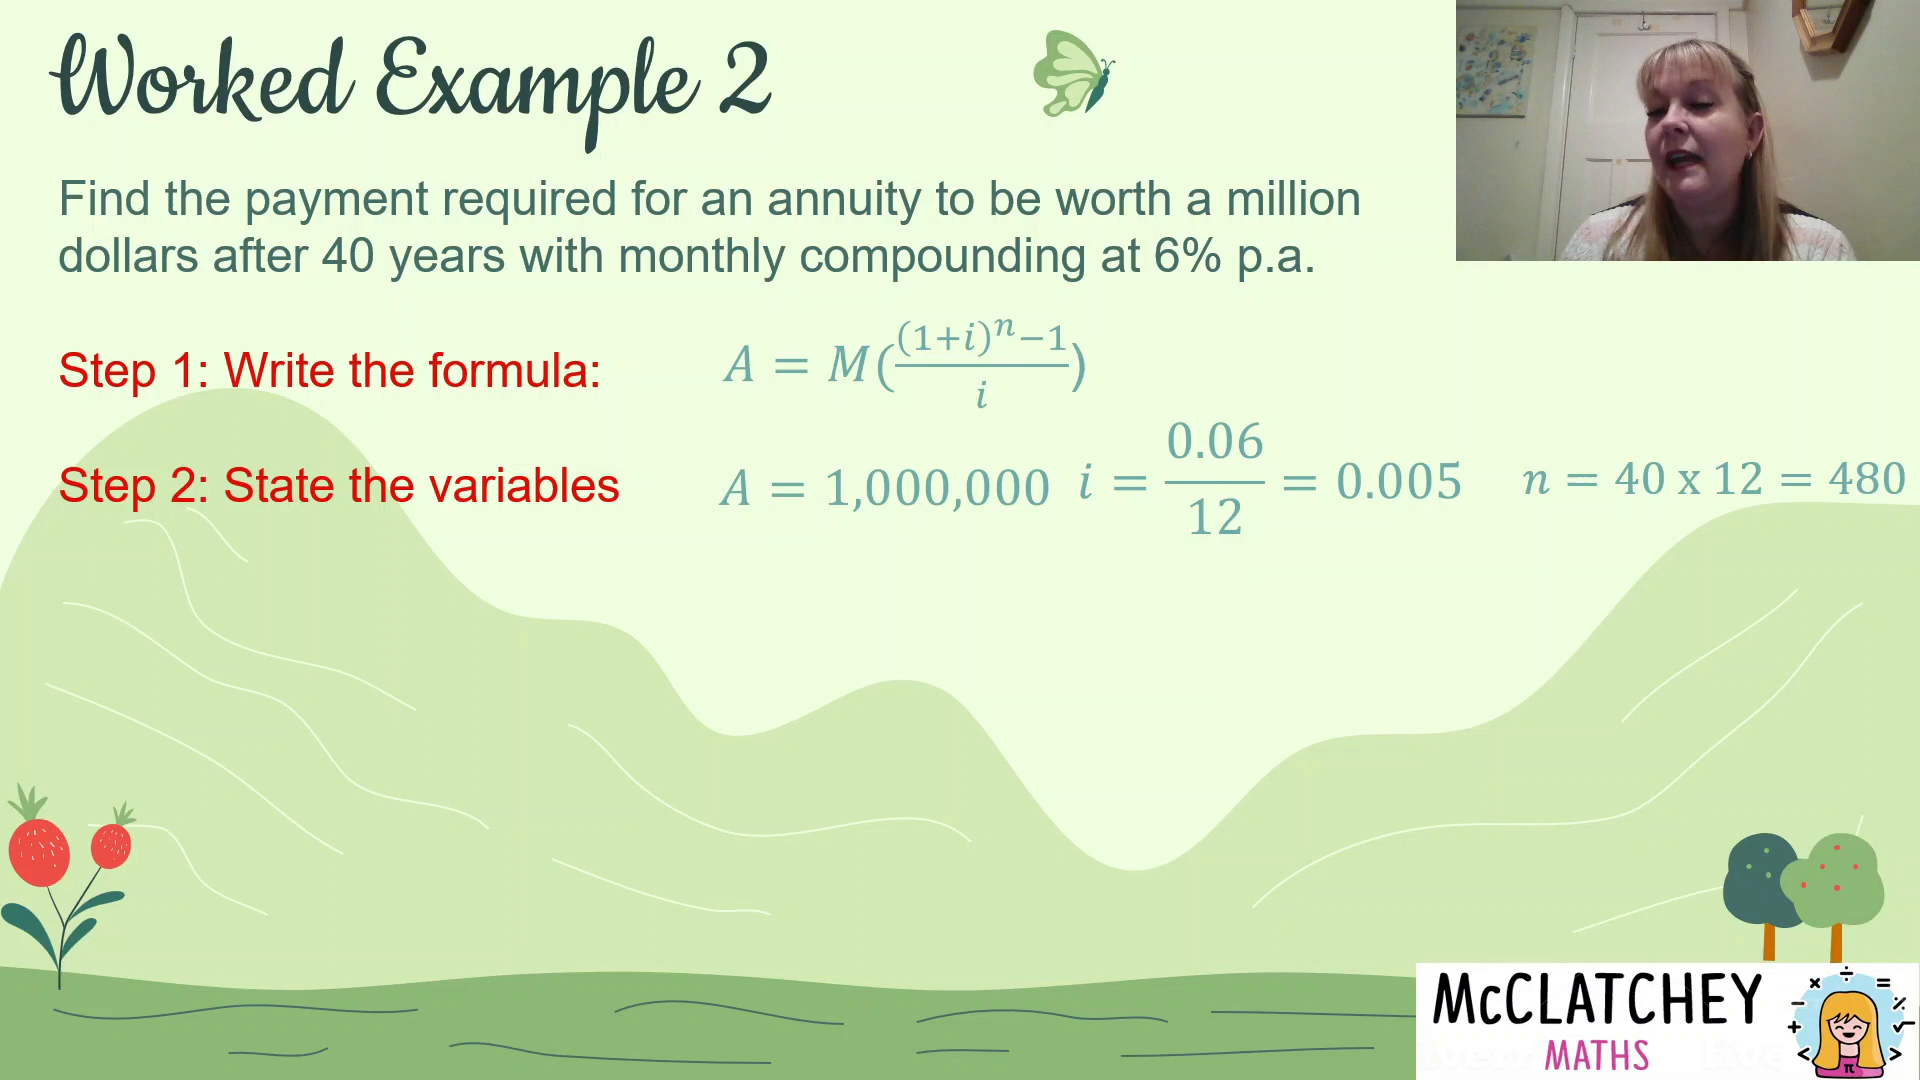 Worked Example 2
Find the payment required for an annuity to be worth a million
dollars after 40 years with monthly compounding at 6% p.a.
Step 1: Write the formula:
A = M((1+i)^n−1/i)
Step 2: State the variables
A = 1,000,000 i = 0.06/12 = 0.005 n = 40 x 12 = 480
McCLATCHEY
MATHS